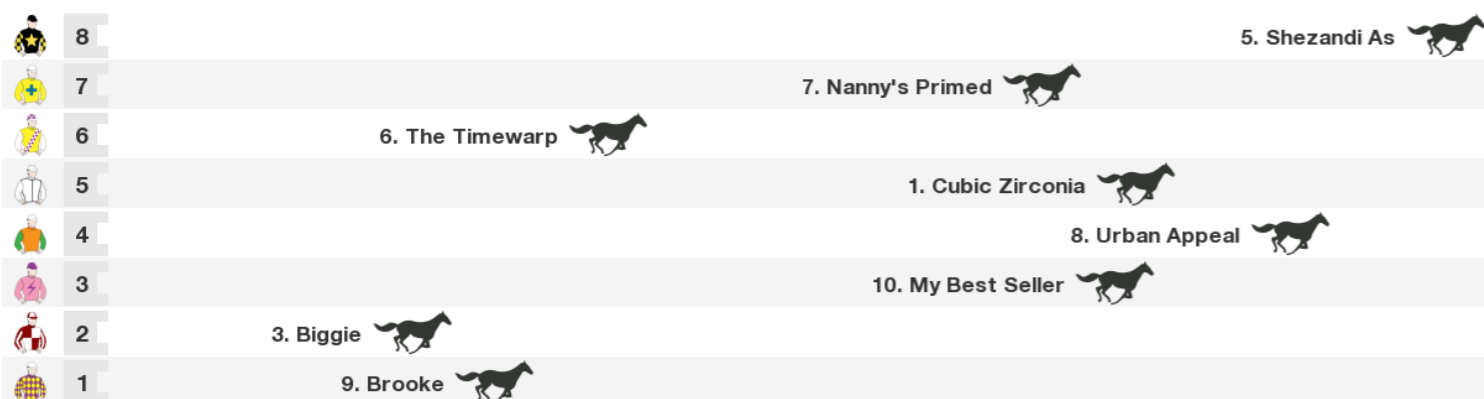 8 5. Shezandi As
7 7. Nanny's Primed
6 6. The Timewarp
5 1. Cubic Zirconia
4 8. Urban Appeal
3 10. My Best Seller
2 3. Biggie
1 9. Brooke